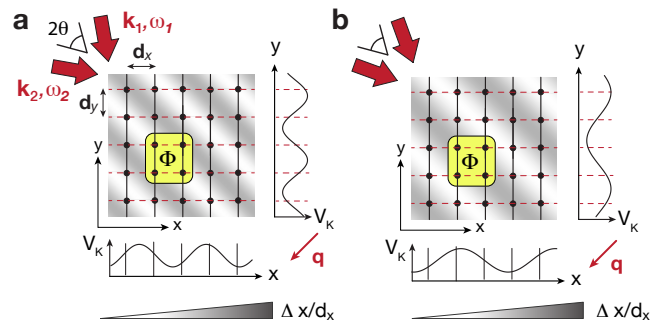 a
2θ
k1,ω1
k2,ω2
dx
dy
y
Φ
x
y
VK
VK
x
q
Δ x/dx
b
y
Φ
x
y
VK
VK
x
q
Δ x/dx